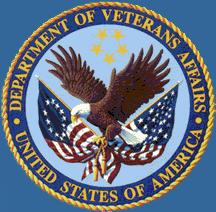 DEPARTMENT OF VETERANS AFFAIRS
UNITED STATES OF AMERICA